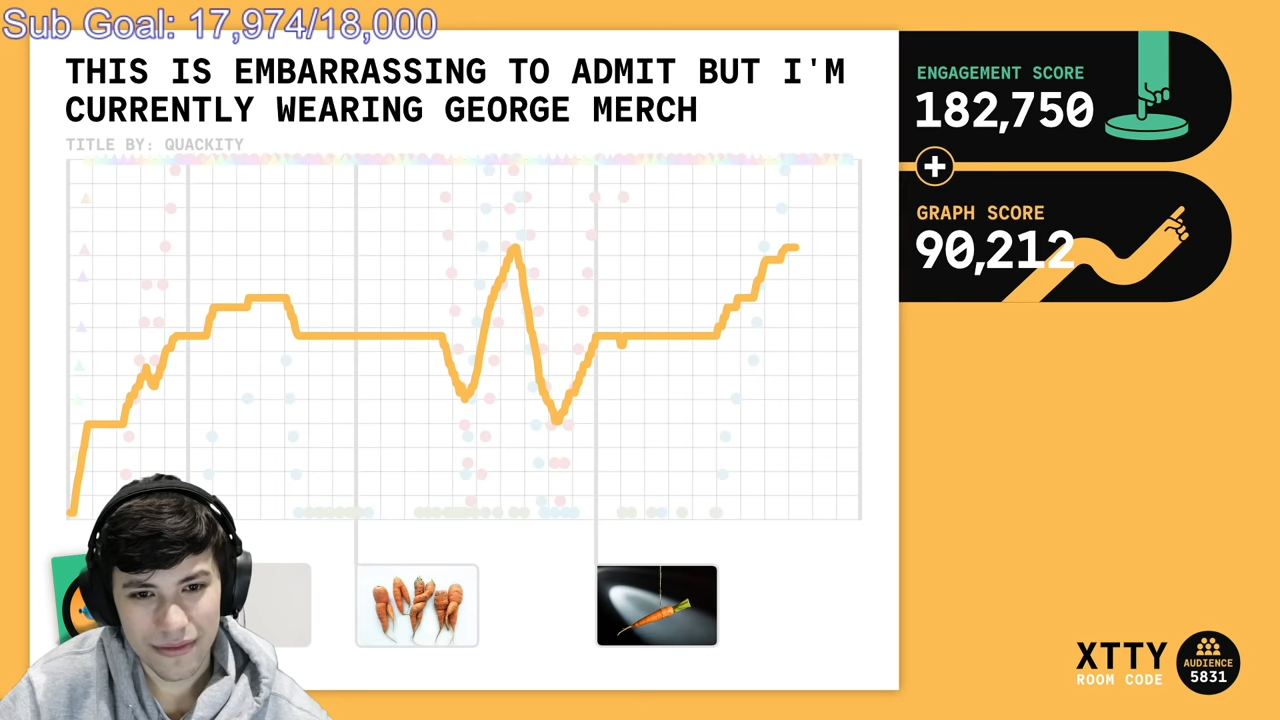 Sub Goal: 17,974/18,000
THIS IS EMBARRASSING TO ADMIT BUT I'M
CURRENTLY WEARING GEORGE MERCH
TITLE BY: QUACKITY
ENGAGEMENT SCORE
182,750
+
GRAPH SCORE
90,212
XTTY
ROOM CODE
AUDIENCE
5831